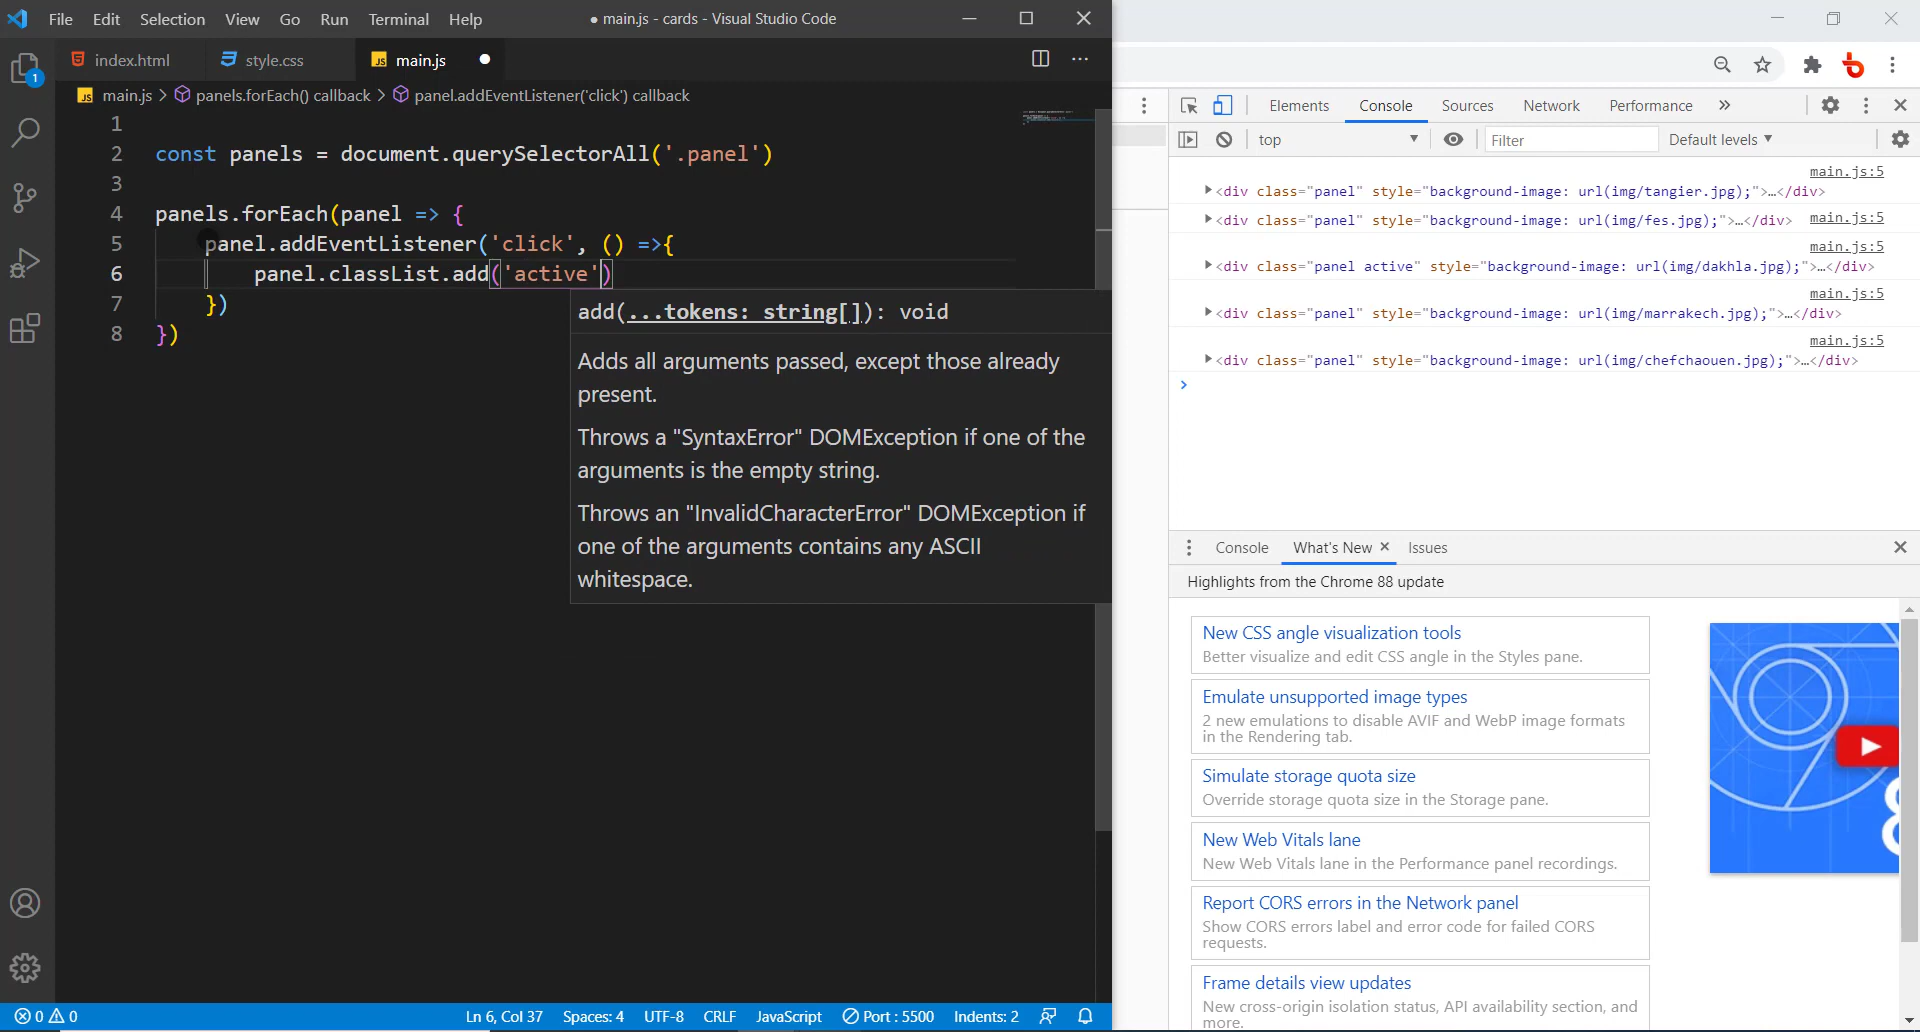 File Edit Selection View Go Run Terminal Help ● main.js - cards - Visual Studio Code
1
index.html style.css JS main.js
JS main.js > panels.forEach() callback > panel.addEventListener('click') callback
1
2 const panels = document.querySelectorAll('.panel')
3
4 panels.forEach(panel => {
5 panel.addEventListener('click', () =>{
6 panel.classList.add('active')
7 })
8 })
add(...tokens: string[]): void
Adds all arguments passed, except those already
present.
Throws a "SyntaxError" DOMException if one of the
arguments is the empty string.
Throws an "InvalidCharacterError" DOMException if
one of the arguments contains any ASCII
whitespace.
0 0 Ln 6, Col 37 Spaces: 4 UTF-8 CRLF JavaScript Port : 5500 Indents: 2
Elements Console Sources Network Performance »
top Filter Default levels
main.js:5
<div class="panel" style="background-image: url(img/tangier.jpg);">…</div>
<div class="panel" style="background-image: url(img/fes.jpg);">…</div> main.js:5
main.js:5
<div class="panel active" style="background-image: url(img/dakhla.jpg);">…</div>
main.js:5
<div class="panel" style="background-image: url(img/marrakech.jpg);">…</div>
main.js:5
<div class="panel" style="background-image: url(img/chefchaouen.jpg);">…</div>
>
Console What's New × Issues
Highlights from the Chrome 88 update
New CSS angle visualization tools
Better visualize and edit CSS angle in the Styles pane.
Emulate unsupported image types
2 new emulations to disable AVIF and WebP image formats
in the Rendering tab.
Simulate storage quota size
Override storage quota size in the Storage pane.
New Web Vitals lane
New Web Vitals lane in the Performance panel recordings.
Report CORS errors in the Network panel
Show CORS errors label and error code for failed CORS
requests.
Frame details view updates
New cross-origin isolation status, API availability section, and
more.
8